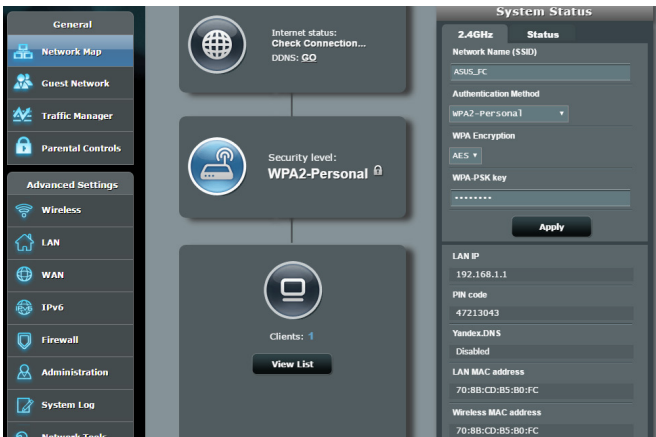 General
Network Map
Guest Network
Traffic Manager
Parental Controls
Advanced Settings
Wireless
LAN
WAN
IPv6
Firewall
Administration
System Log
Network Tools
Internet status:
Check Connection...
DDNS: GO
Security level:
WPA2-Personal
Clients: 1
View List
System Status
2.4GHz Status
Network Name (SSID)
ASUS_FC
Authentication Method
WPA2-Personal
WPA Encryption
AES
WPA-PSK key
••••••••
Apply
LAN IP
192.168.1.1
PIN code
47213043
Yandex.DNS
Disabled
LAN MAC address
70:8B:CD:B5:B0:FC
Wireless MAC address
70:8B:CD:B5:B0:FC